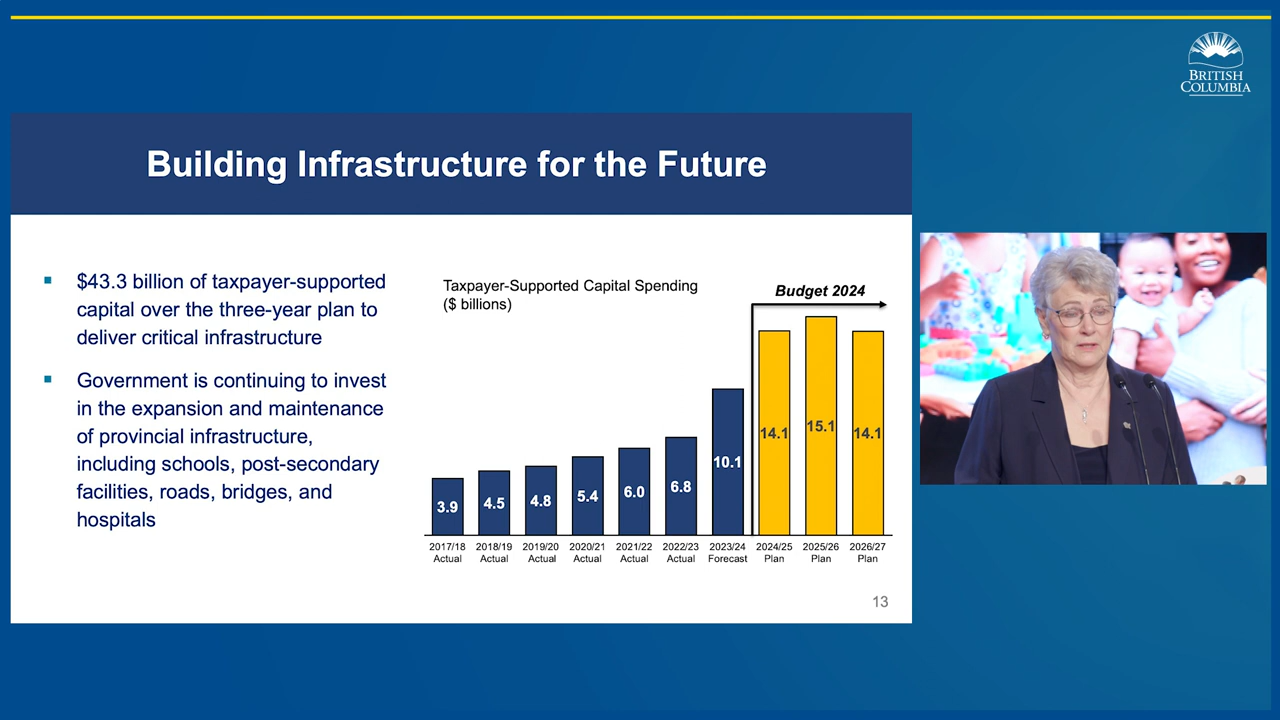 BRITISH
COLUMBIA
Building Infrastructure for the Future
▪ $43.3 billion of taxpayer-supported
capital over the three-year plan to
deliver critical infrastructure
▪ Government is continuing to invest
in the expansion and maintenance
of provincial infrastructure,
including schools, post-secondary
facilities, roads, bridges, and
hospitals
Taxpayer-Supported Capital Spending
($ billions)
Budget 2024
3.9 4.5 4.8 5.4 6.0 6.8 10.1 14.1 15.1 14.1
2017/18 2018/19 2019/20 2020/21 2021/22 2022/23 2023/24 2024/25 2025/26 2026/27
Actual Actual Actual Actual Actual Actual Forecast Plan Plan Plan
13